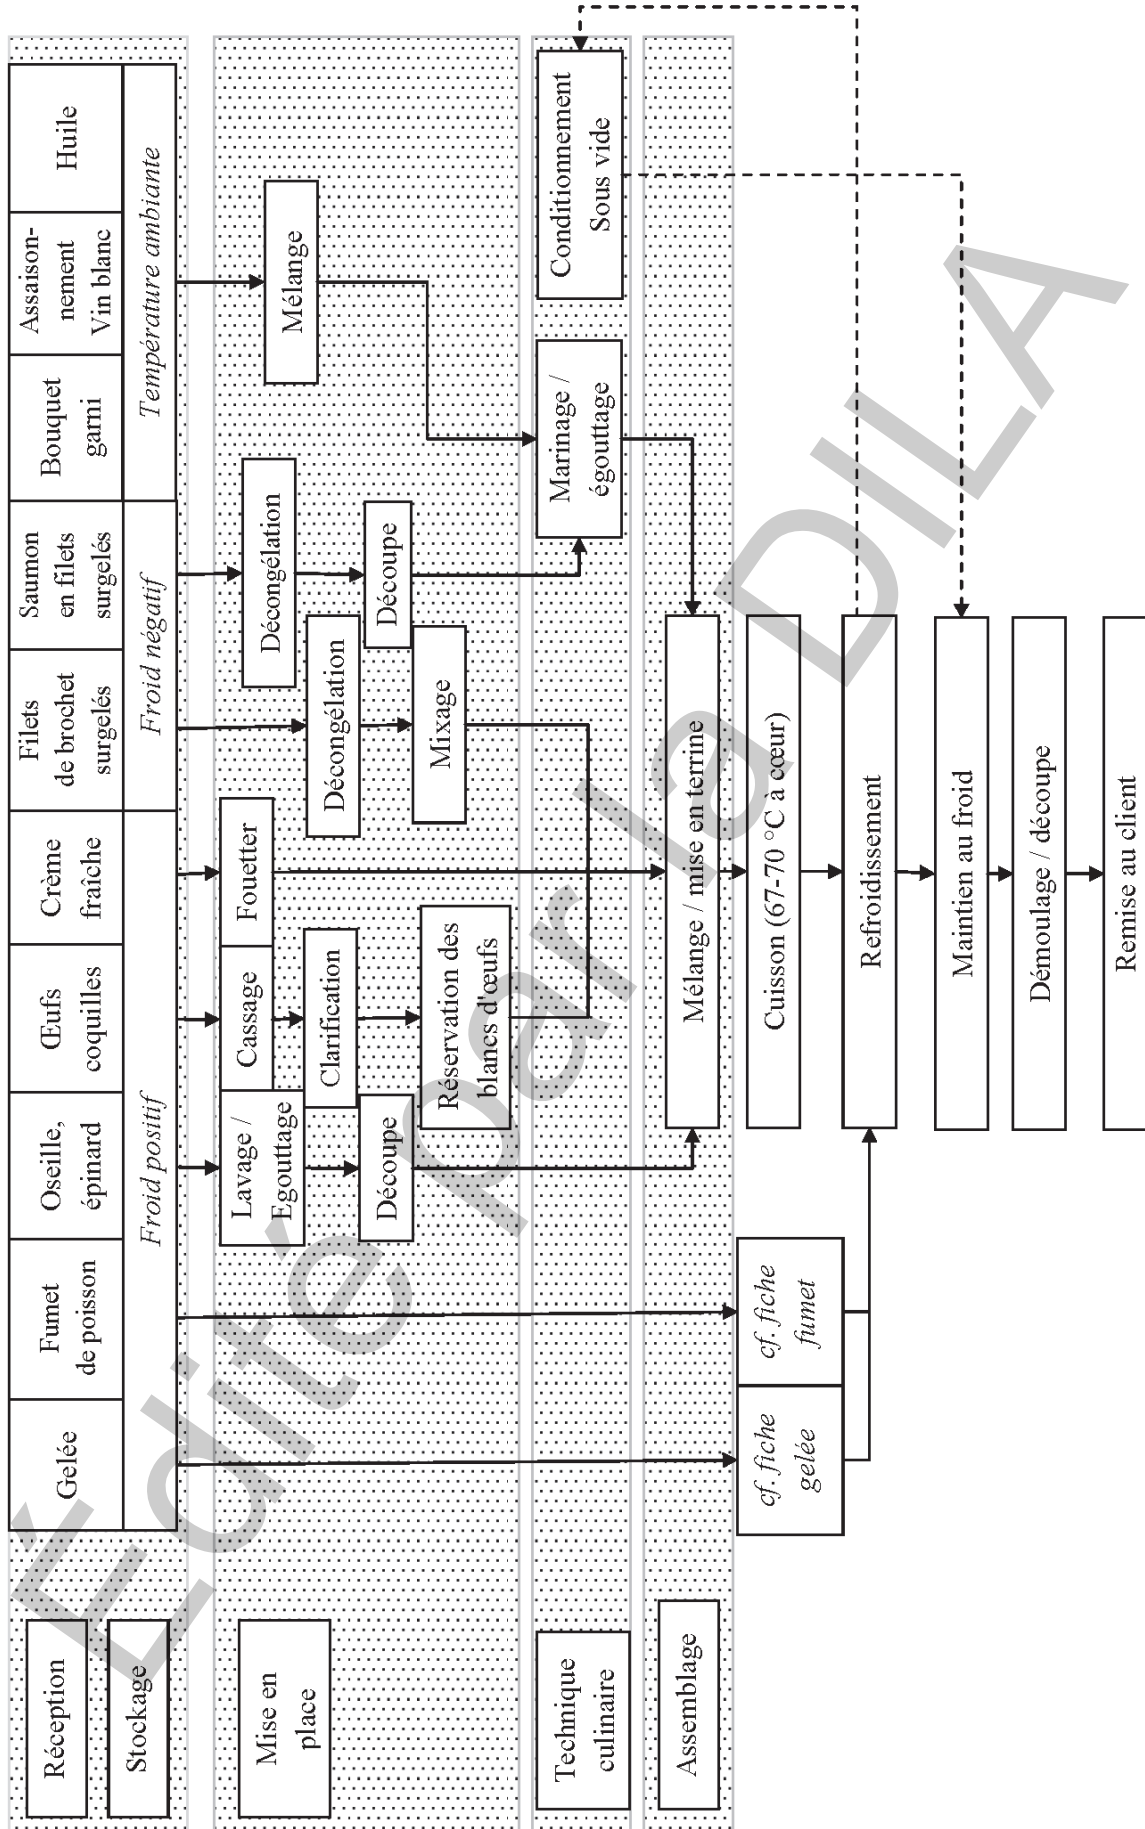 Réception
Stockage
Gelée
Fumet
de poisson
Oseille,
épinard
Œufs
coquilles
Crème
fraîche
Filets
de brochet
surgelés
Saumon
en filets
surgelés
Bouquet
garni
Assaison-
nement
Vin blanc
Huile
Froid positif
Froid négatif
Température ambiante
Mise en
place
Lavage /
Egouttage
Découpe
Cassage
Clarification
Réservation des
blancs d'œufs
Fouetter
Décongélation
Mixage
Décongélation
Découpe
Mélange
Technique
culinaire
Marinage /
égouttage
Conditionnement
Sous vide
Assemblage
Mélange / mise en terrine
cf. fiche
gelée
cf. fiche
fumet
Cuisson (67-70 °C à cœur)
Refroidissement
Maintien au froid
Démoulage / découpe
Remise au client
Édité par la DILA